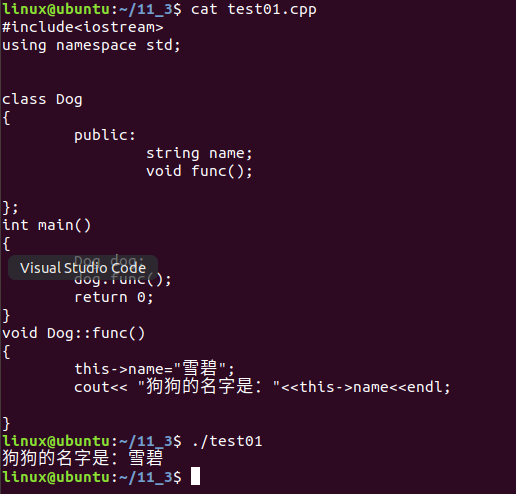 linux@ubuntu:~/11_3$ cat test01.cpp
#include<iostream>
using namespace std;
class Dog
{
public:
string name;
void func();
};
int main()
{
Dog dog;
Visual Studio Code
dog.func();
return 0;
}
void Dog::func()
{
this->name="雪碧";
cout<< "狗狗的名字是："<<this->name<<endl;
}
linux@ubuntu:~/11_3$ ./test01
狗狗的名字是：雪碧
linux@ubuntu:~/11_3$